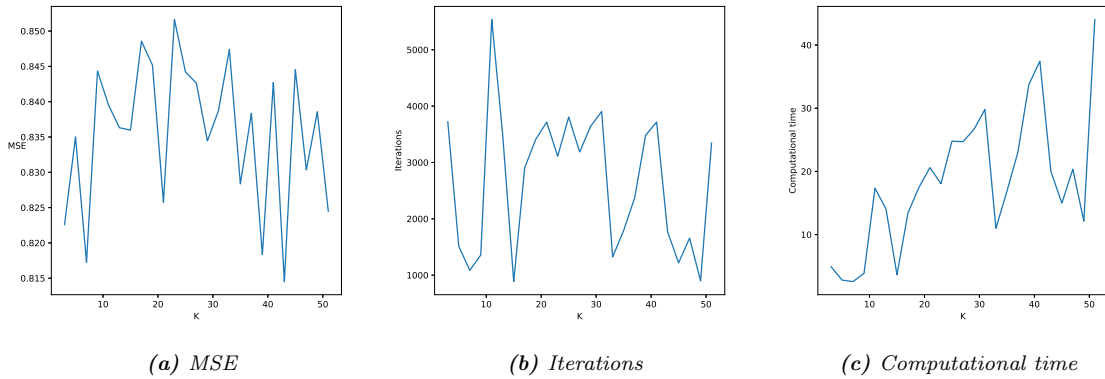 0.850
0.845
0.840
0.835
MSE
0.830
0.825
0.820
0.815
10 20 30 40 50
K
(a) MSE
5000
4000
Iterations
3000
2000
1000
0 10 20 30 40 50
K
(b) Iterations
40
30
Computational time
20
10
10 20 30 40 50
K
(c) Computational time